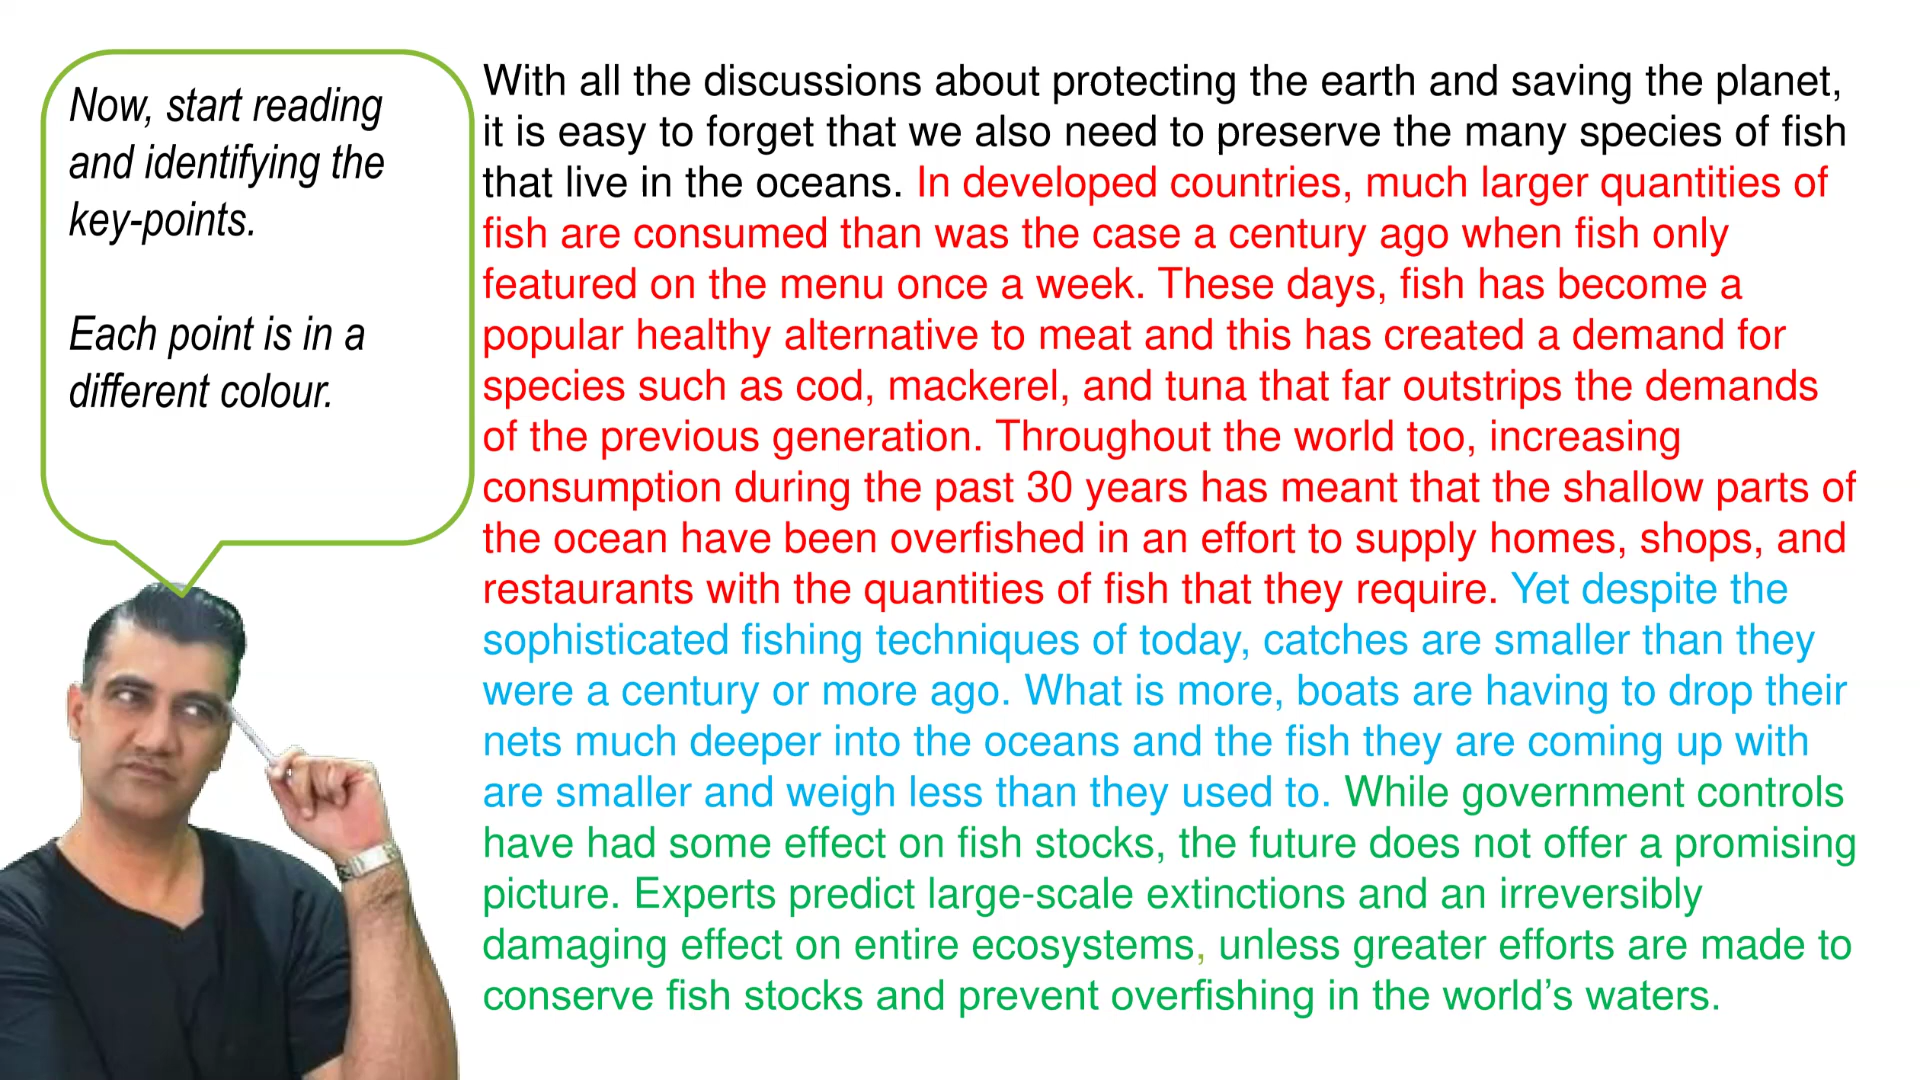 Now, start reading
and identifying the
key-points.
Each point is in a
different colour.
With all the discussions about protecting the earth and saving the planet,
it is easy to forget that we also need to preserve the many species of fish
that live in the oceans. In developed countries, much larger quantities of
fish are consumed than was the case a century ago when fish only
featured on the menu once a week. These days, fish has become a
popular healthy alternative to meat and this has created a demand for
species such as cod, mackerel, and tuna that far outstrips the demands
of the previous generation. Throughout the world too, increasing
consumption during the past 30 years has meant that the shallow parts of
the ocean have been overfished in an effort to supply homes, shops, and
restaurants with the quantities of fish that they require. Yet despite the
sophisticated fishing techniques of today, catches are smaller than they
were a century or more ago. What is more, boats are having to drop their
nets much deeper into the oceans and the fish they are coming up with
are smaller and weigh less than they used to. While government controls
have had some effect on fish stocks, the future does not offer a promising
picture. Experts predict large-scale extinctions and an irreversibly
damaging effect on entire ecosystems, unless greater efforts are made to
conserve fish stocks and prevent overfishing in the world’s waters.